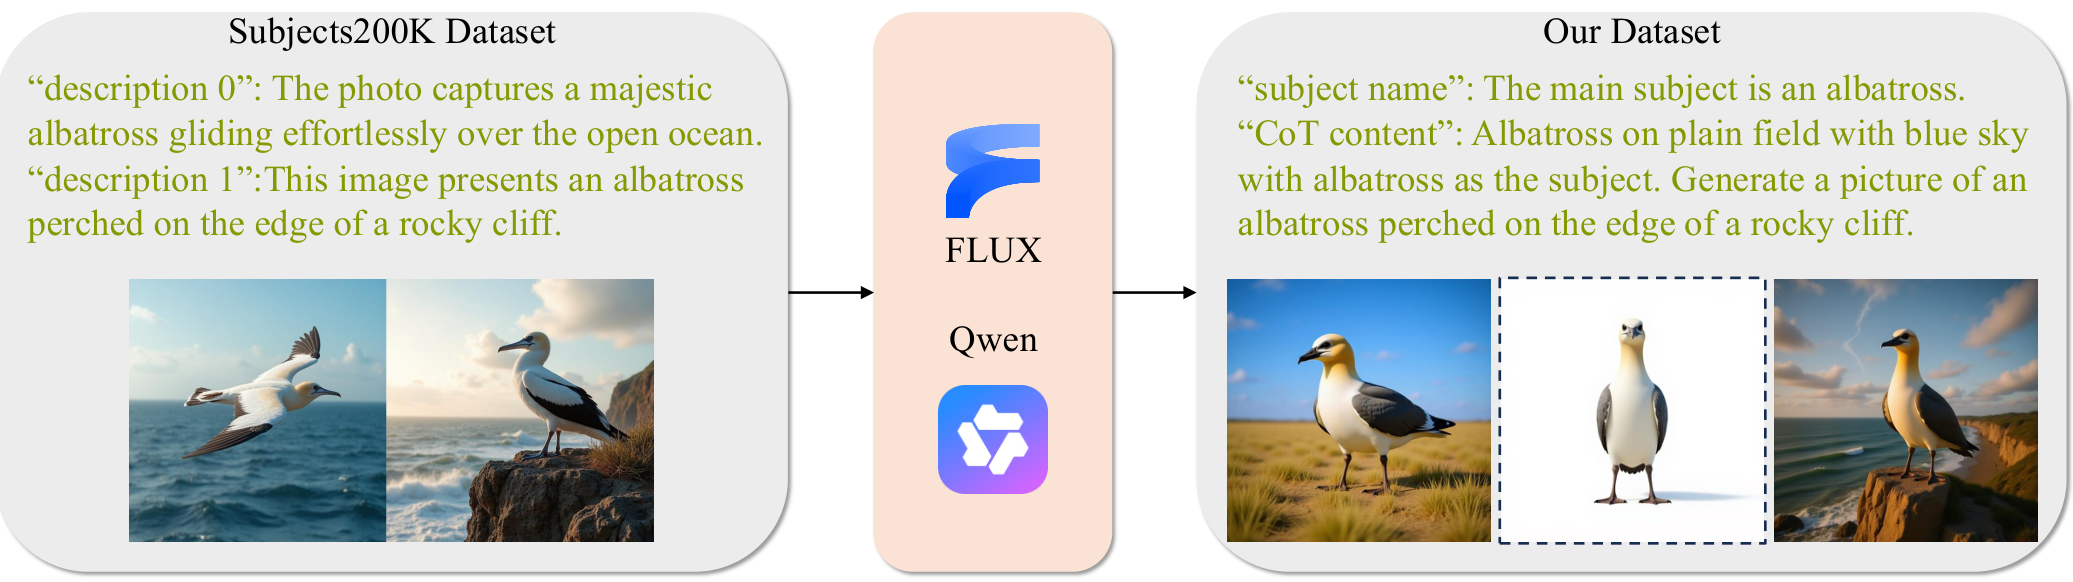 Subjects200K Dataset
“description 0”: The photo captures a majestic
albatross gliding effortlessly over the open ocean.
“description 1”:This image presents an albatross
perched on the edge of a rocky cliff.
FLUX
Qwen
Our Dataset
“subject name”: The main subject is an albatross.
“CoT content”: Albatross on plain field with blue sky
with albatross as the subject. Generate a picture of an
albatross perched on the edge of a rocky cliff.